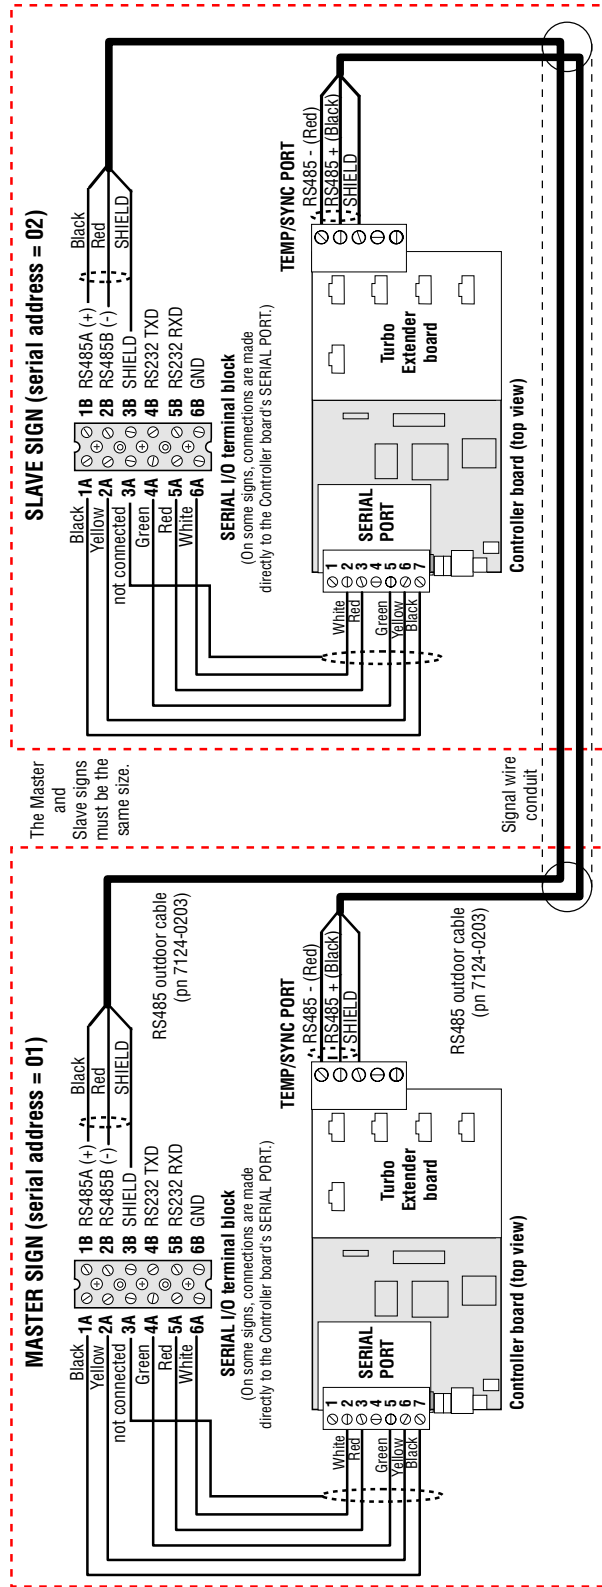 MASTER SIGN (serial address = 01)
Black
Yellow
not connected
Green
Red
White
1A
2A
3A
4A
5A
6A
1B RS485A (+)
2B RS485B (-)
3B SHIELD
4B RS232 TXD
5B RS232 RXD
6B GND
Black
Red
SHIELD
RS485 outdoor cable
(pn 7124-0203)
SERIAL I/O terminal block
(On some signs, connections are made
directly to the Controller board's SERIAL PORT.)
TEMP/SYNC PORT
RS485 - (Red)
RS485 + (Black)
SHIELD
White
Red
Green
Yellow
Black
1
2
3
4
5
6
7
SERIAL
PORT
Turbo
Extender
board
RS485 outdoor cable
(pn 7124-0203)
Controller board (top view)
The Master
and
Slave signs
must be the
same size.
Signal wire
conduit
SLAVE SIGN (serial address = 02)
Black
Yellow
not connected
Green
Red
White
1A
2A
3A
4A
5A
6A
1B RS485A (+)
2B RS485B (-)
3B SHIELD
4B RS232 TXD
5B RS232 RXD
6B GND
Black
Red
SHIELD
SERIAL I/O terminal block
(On some signs, connections are made
directly to the Controller board's SERIAL PORT.)
TEMP/SYNC PORT
RS485 - (Red)
RS485 + (Black)
SHIELD
White
Red
Green
Yellow
Black
1
2
3
4
5
6
7
SERIAL
PORT
Turbo
Extender
board
Controller board (top view)